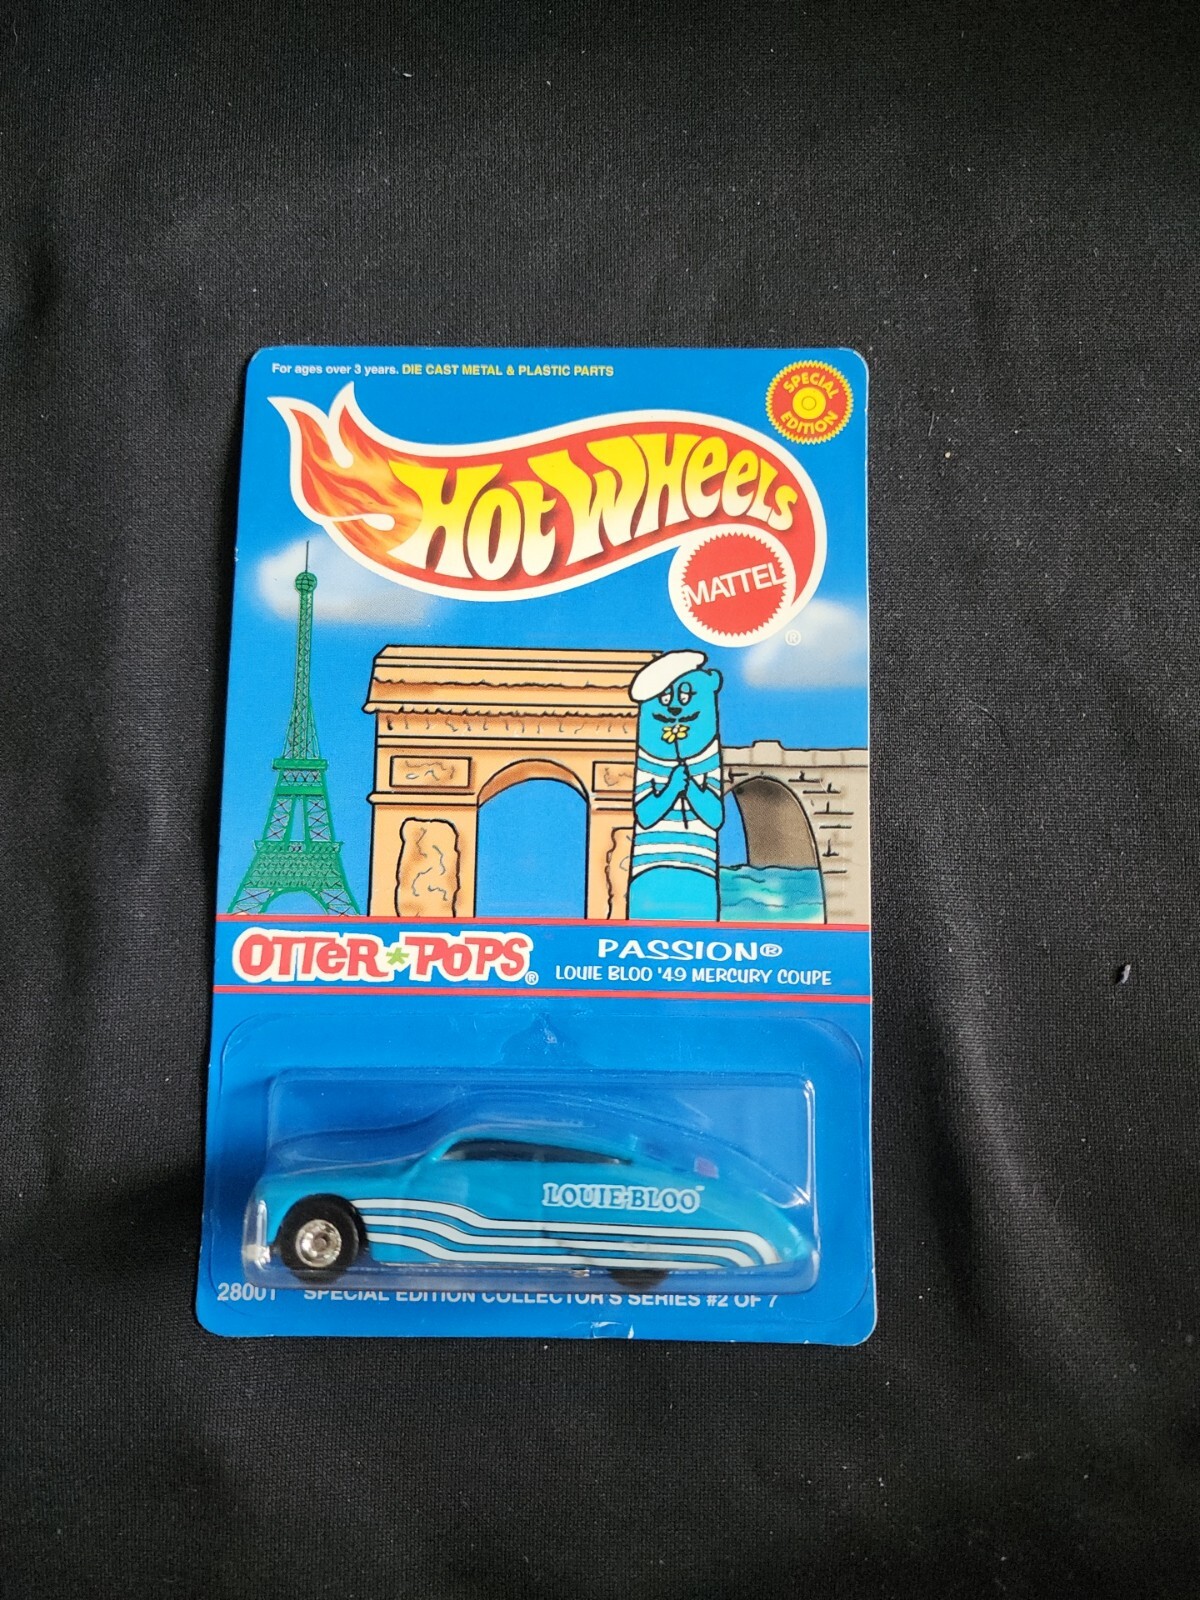 For ages over 3 years. DIE CAST METAL & PLASTIC PARTS
SPECIAL
EDITION
HOT WHEELS
MATTEL
®
OTTER * POPS®
PASSION®
LOUIE BLOO '49 MERCURY COUPE
LOUIE·BLOO™
28001 SPECIAL EDITION COLLECTOR'S SERIES #2 OF 7